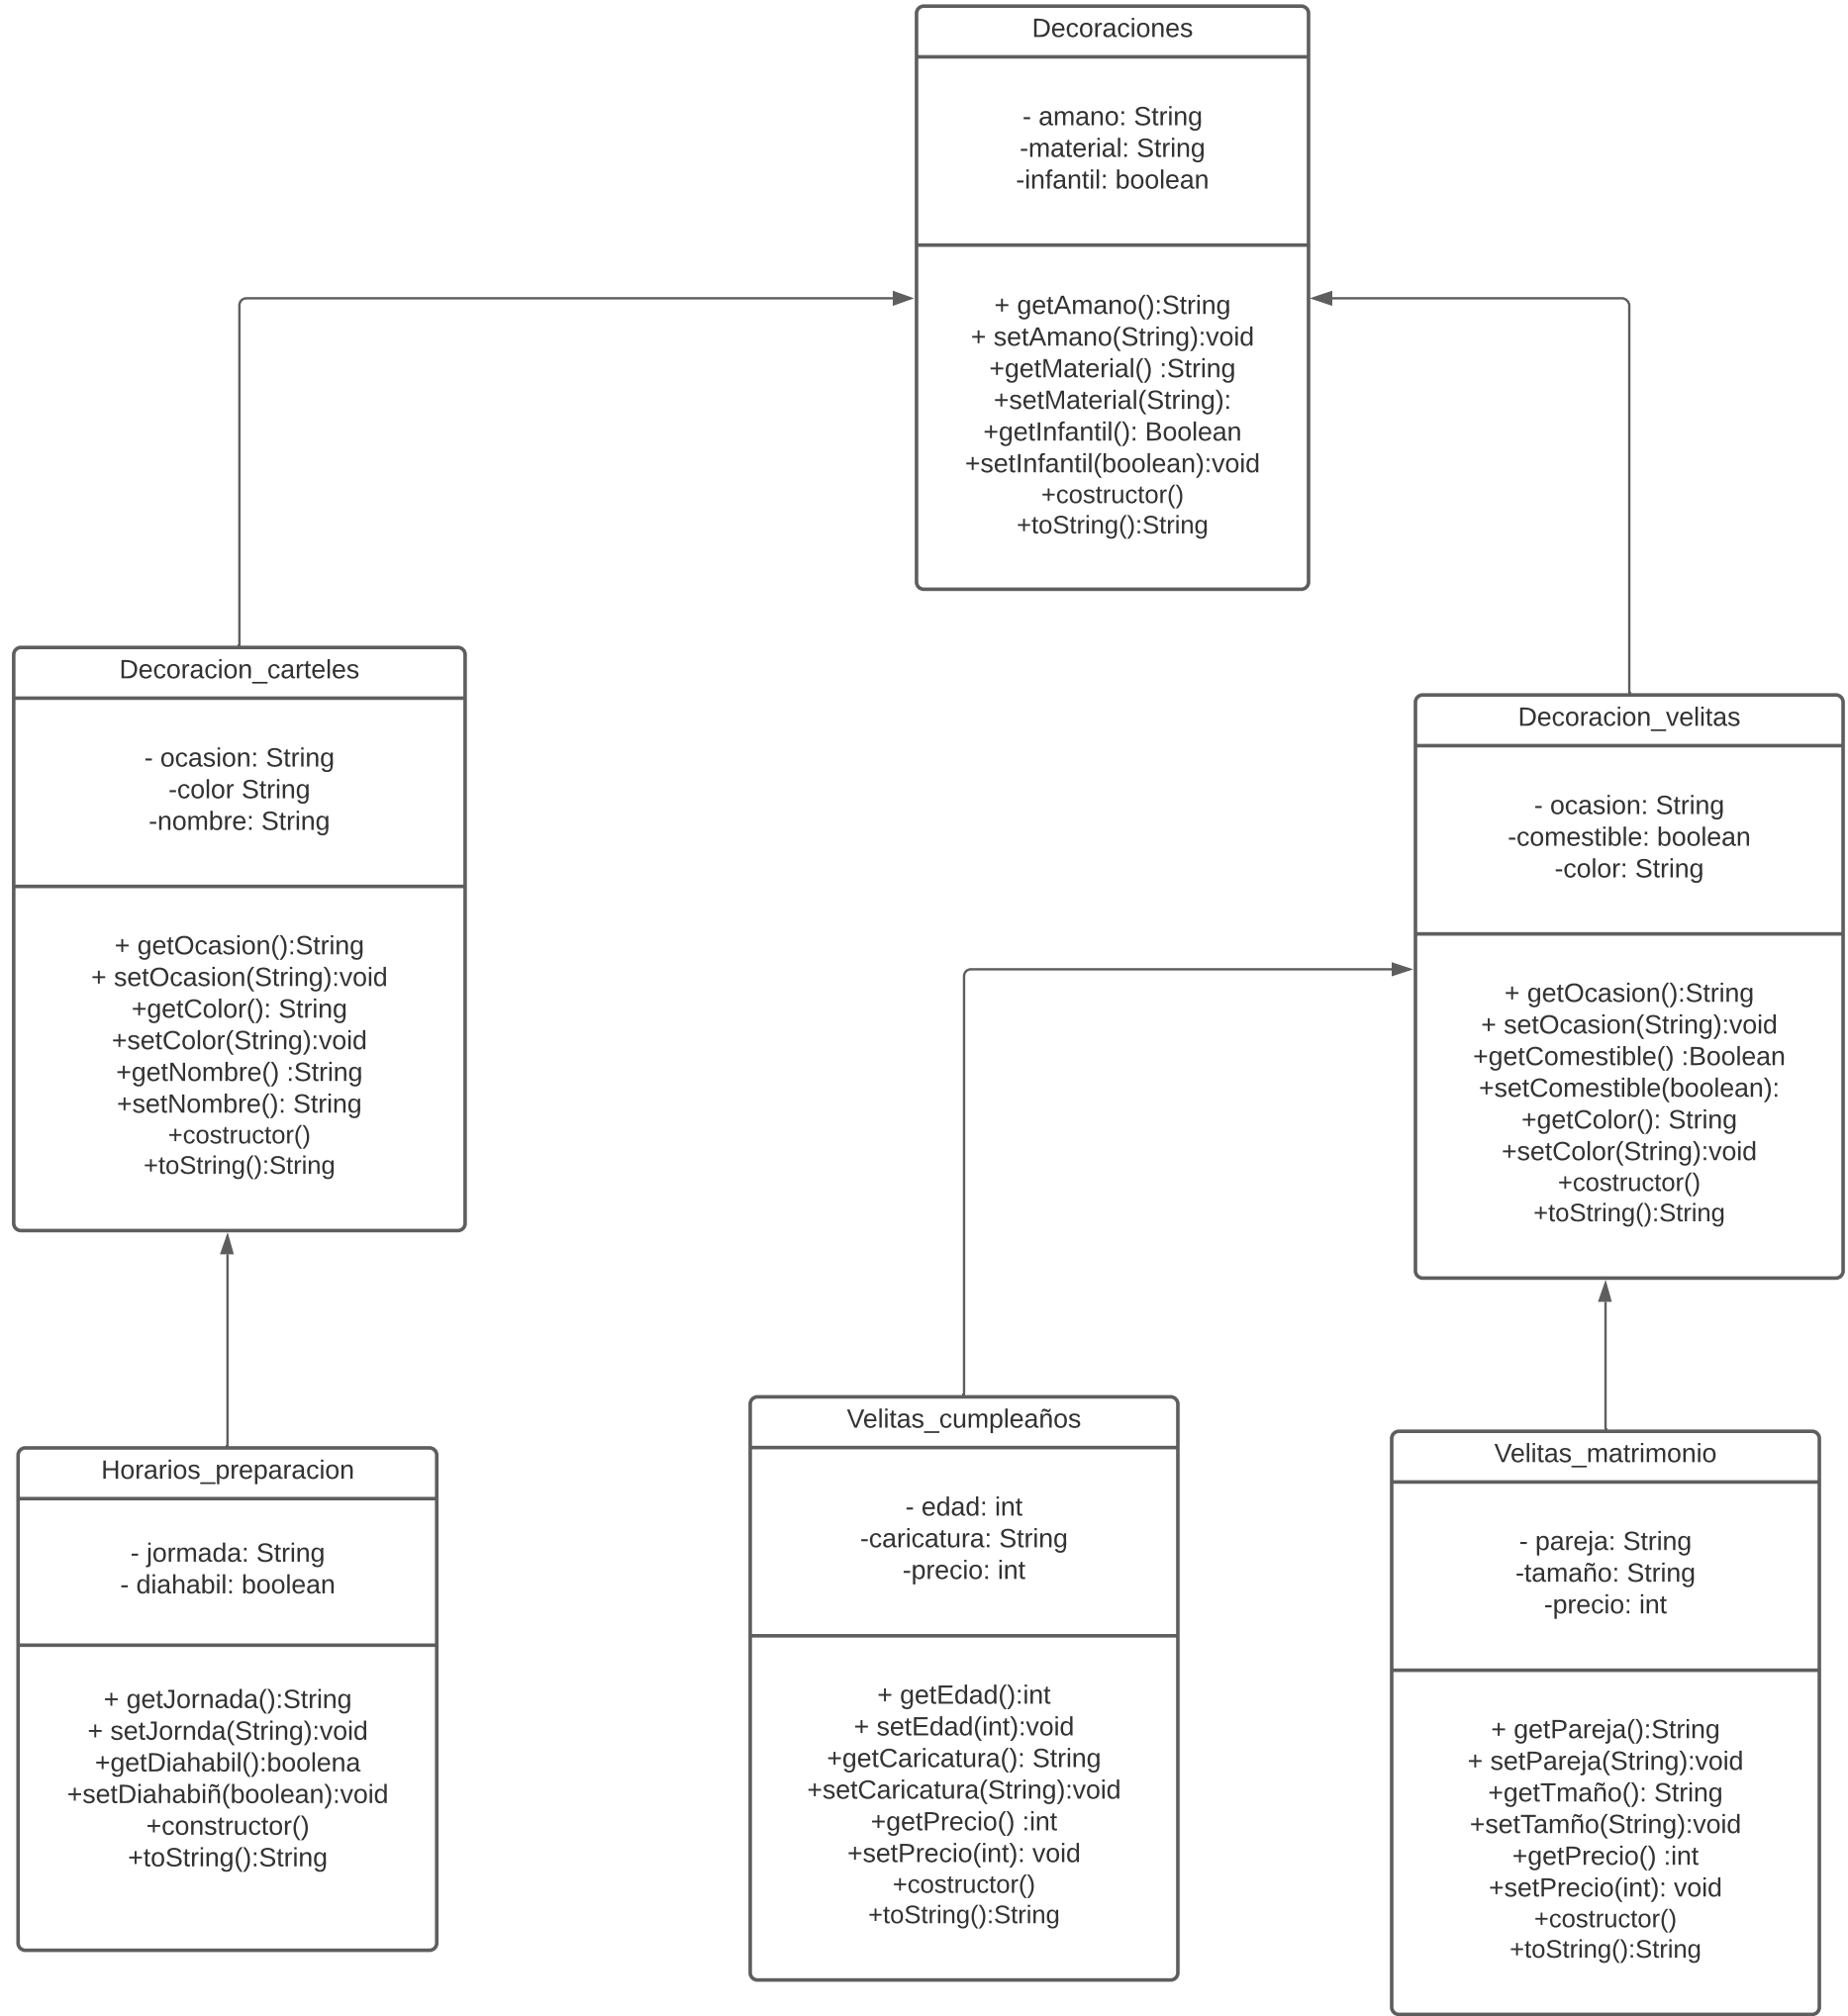 Decoraciones
- amano: String
-material: String
-infantil: boolean
+ getAmano():String
+ setAmano(String):void
+getMaterial() :String
+setMaterial(String):
+getInfantil(): Boolean
+setInfantil(boolean):void
+costructor()
+toString():String
Decoracion_carteles
- ocasion: String
-color String
-nombre: String
+ getOcasion():String
+ setOcasion(String):void
+getColor(): String
+setColor(String):void
+getNombre() :String
+setNombre(): String
+costructor()
+toString():String
Decoracion_velitas
- ocasion: String
-comestible: boolean
-color: String
+ getOcasion():String
+ setOcasion(String):void
+getComestible() :Boolean
+setComestible(boolean):
+getColor(): String
+setColor(String):void
+costructor()
+toString():String
Horarios_preparacion
- jormada: String
- diahabil: boolean
+ getJornada():String
+ setJornda(String):void
+getDiahabil():boolena
+setDiahabiñ(boolean):void
+constructor()
+toString():String
Velitas_cumpleaños
- edad: int
-caricatura: String
-precio: int
+ getEdad():int
+ setEdad(int):void
+getCaricatura(): String
+setCaricatura(String):void
+getPrecio() :int
+setPrecio(int): void
+costructor()
+toString():String
Velitas_matrimonio
- pareja: String
-tamaño: String
-precio: int
+ getPareja():String
+ setPareja(String):void
+getTmaño(): String
+setTamño(String):void
+getPrecio() :int
+setPrecio(int): void
+costructor()
+toString():String